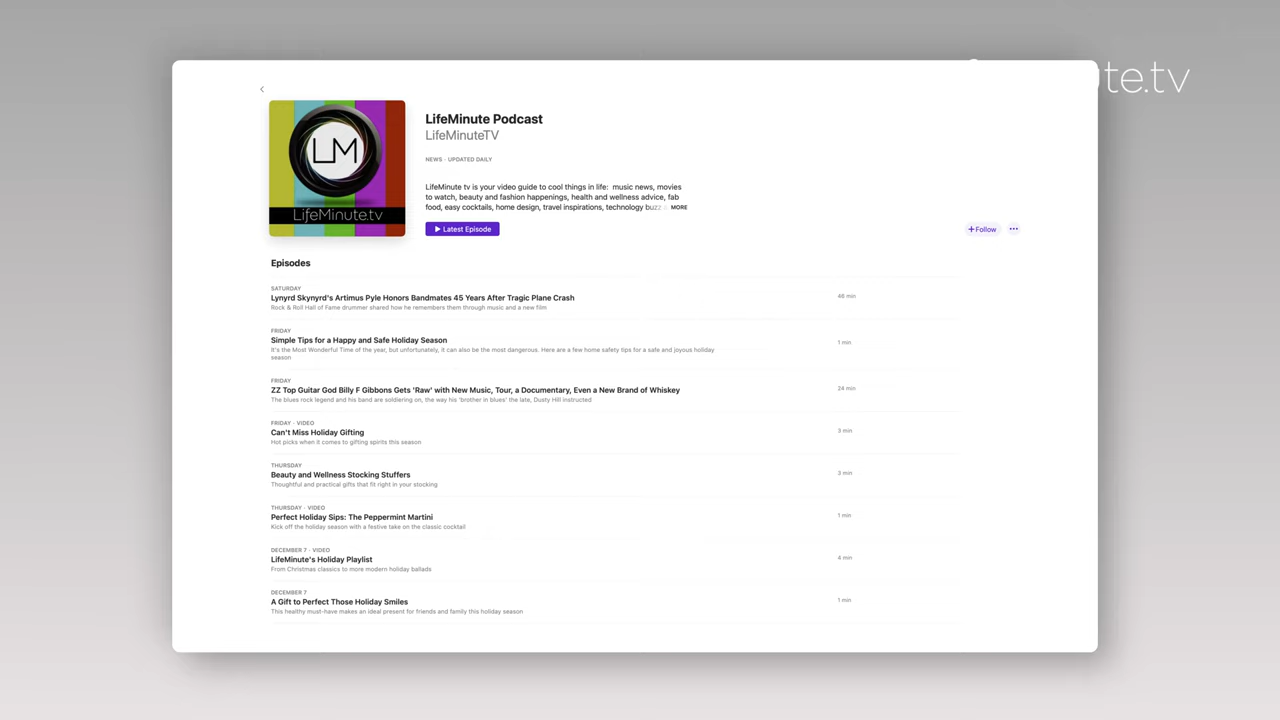 ute.tv
LM
LifeMinute.tv
LifeMinute Podcast
LifeMinuteTV
NEWS · UPDATED DAILY
LifeMinute tv is your video guide to cool things in life: music news, movies
to watch, beauty and fashion happenings, health and wellness advice, fab
food, easy cocktails, home design, travel inspirations, technology buzz MORE
Latest Episode
+ Follow
Episodes
SATURDAY
Lynyrd Skynyrd's Artimus Pyle Honors Bandmates 45 Years After Tragic Plane Crash
46 min
Rock & Roll Hall of Fame drummer shared how he remembers them through music and a new film
FRIDAY
Simple Tips for a Happy and Safe Holiday Season
1 min
It's the Most Wonderful Time of the year, but unfortunately, it can also be the most dangerous. Here are a few home safety tips for a safe and joyous holiday
season
FRIDAY
ZZ Top Guitar God Billy F Gibbons Gets 'Raw' with New Music, Tour, a Documentary, Even a New Brand of Whiskey
24 min
The blues rock legend and his band are soldiering on, the way his 'brother in blues' the late, Dusty Hill instructed
FRIDAY · VIDEO
Can't Miss Holiday Gifting
3 min
Hot picks when it comes to gifting spirits this season
THURSDAY
Beauty and Wellness Stocking Stuffers
3 min
Thoughtful and practical gifts that fit right in your stocking
THURSDAY · VIDEO
Perfect Holiday Sips: The Peppermint Martini
1 min
Kick off the holiday season with a festive take on the classic cocktail
DECEMBER 7 · VIDEO
LifeMinute's Holiday Playlist
4 min
From Christmas classics to more modern holiday ballads
DECEMBER 7
A Gift to Perfect Those Holiday Smiles
1 min
This healthy must-have makes an ideal present for friends and family this holiday season